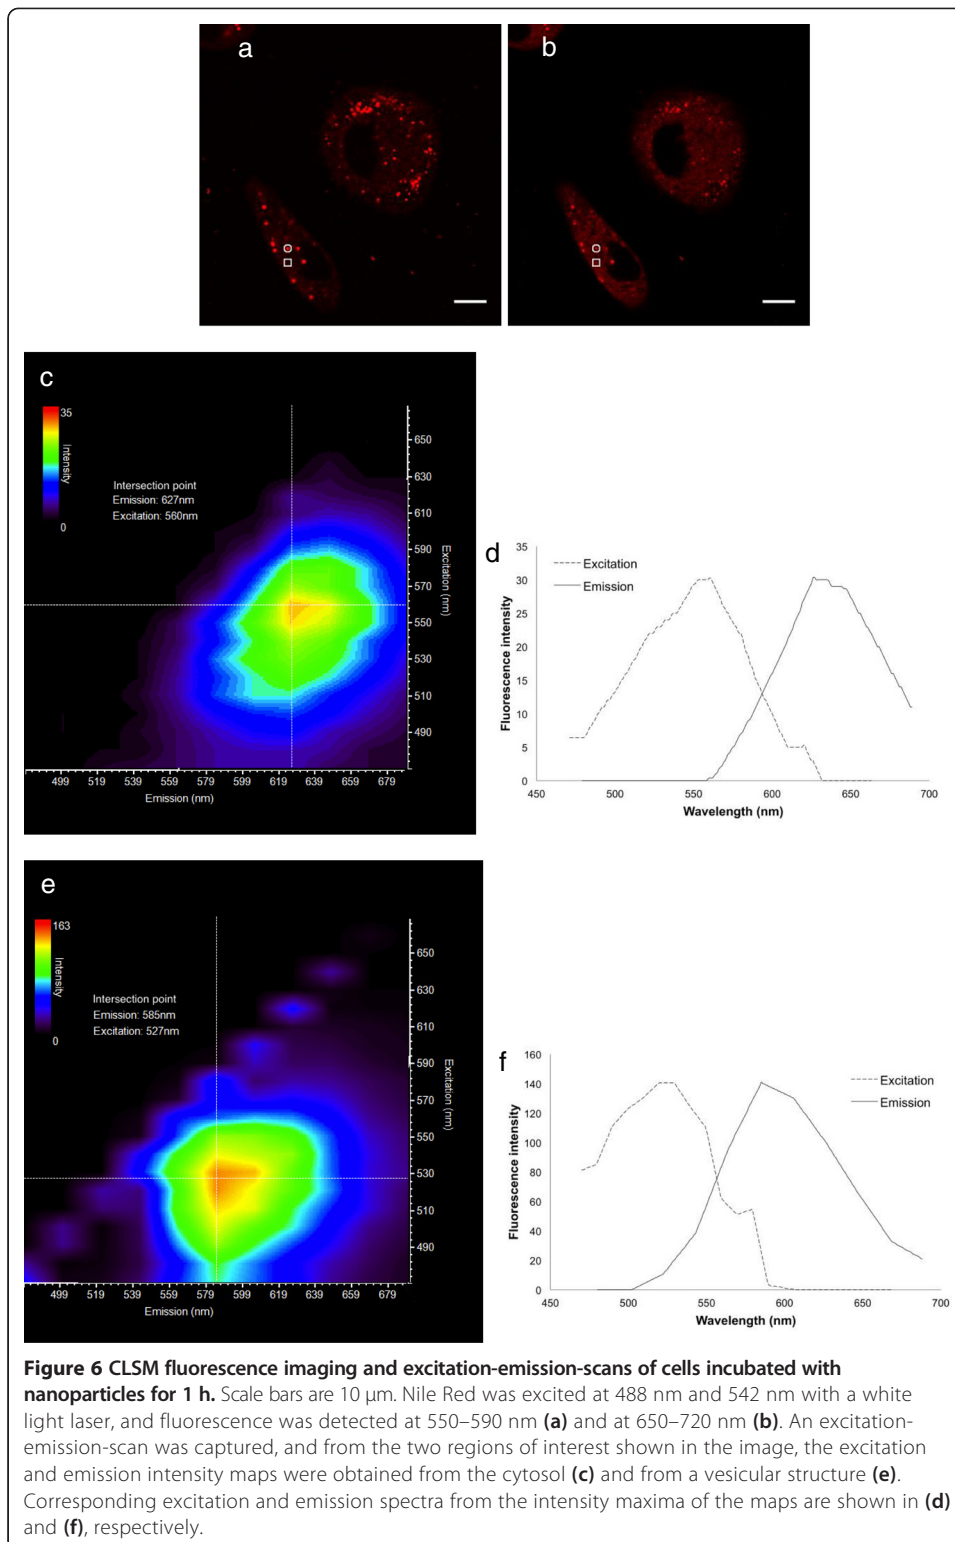 a
b
c
35
Intensity
0
Intersection point
Emission: 627nm
Excitation: 560nm
650
630
590
570
550
530
510
490
Excitation (nm)
499 519 539 559 579 599 619 639 659 679
Emission (nm)
d
35
30
25
20
15
10
5
0
Fluorescence intensity
Excitation
Emission
450 500 550 600 650 700
Wavelength (nm)
e
163
Intensity
0
Intersection point
Emission: 585nm
Excitation: 527nm
650
630
610
590
570
550
530
510
490
Excitation (nm)
499 519 539 559 579 599 619 639 659 679
Emission (nm)
f
160
140
120
100
80
60
40
20
0
Fluorescence intensity
Excitation
Emission
450 500 550 600 650 700
Wavelength (nm)
Figure 6 CLSM fluorescence imaging and excitation-emission-scans of cells incubated with
nanoparticles for 1 h. Scale bars are 10 μm. Nile Red was excited at 488 nm and 542 nm with a white
light laser, and fluorescence was detected at 550–590 nm (a) and at 650–720 nm (b). An excitation-
emission-scan was captured, and from the two regions of interest shown in the image, the excitation
and emission intensity maps were obtained from the cytosol (c) and from a vesicular structure (e).
Corresponding excitation and emission spectra from the intensity maxima of the maps are shown in (d)
and (f), respectively.